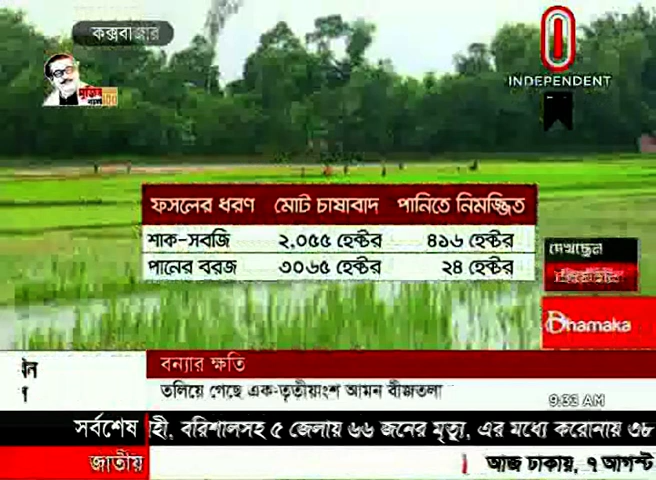 কক্সবাজার
INDEPENDENT
ফসলের ধরণ মোট চাষাবাদ পানিতে নিমজ্জিত
শাক-সবজি ২,০৫৫ হেক্টর ৪১৬ হেক্টর
পানের বরজ ৩০৬৫ হেক্টর ২৪ হেক্টর
দেখছেন
Dhamaka
বন্যার ক্ষতি
তলিয়ে গেছে এক-তৃতীয়াংশ আমন বীজতলা
9:33 AM
সর্বশেষ হী, বরিশালসহ ৫ জেলায় ৬৬ জনের মৃত্যু, এর মধ্যে করোনায় ৩৮
জাতীয় আজ ঢাকায়, ৭ আগস্ট